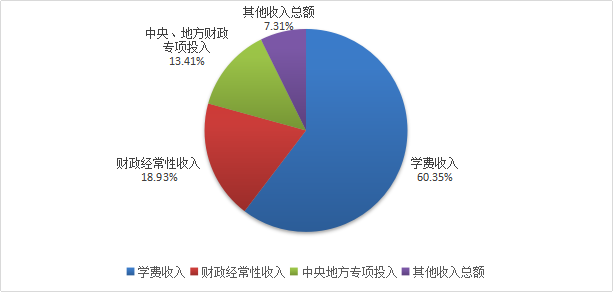 其他收入总额
7.31%
中央、地方财政
专项投入
13.41%
财政经常性收入
18.93%
学费收入
60.35%
学费收入 财政经常性收入 中央地方专项投入 其他收入总额